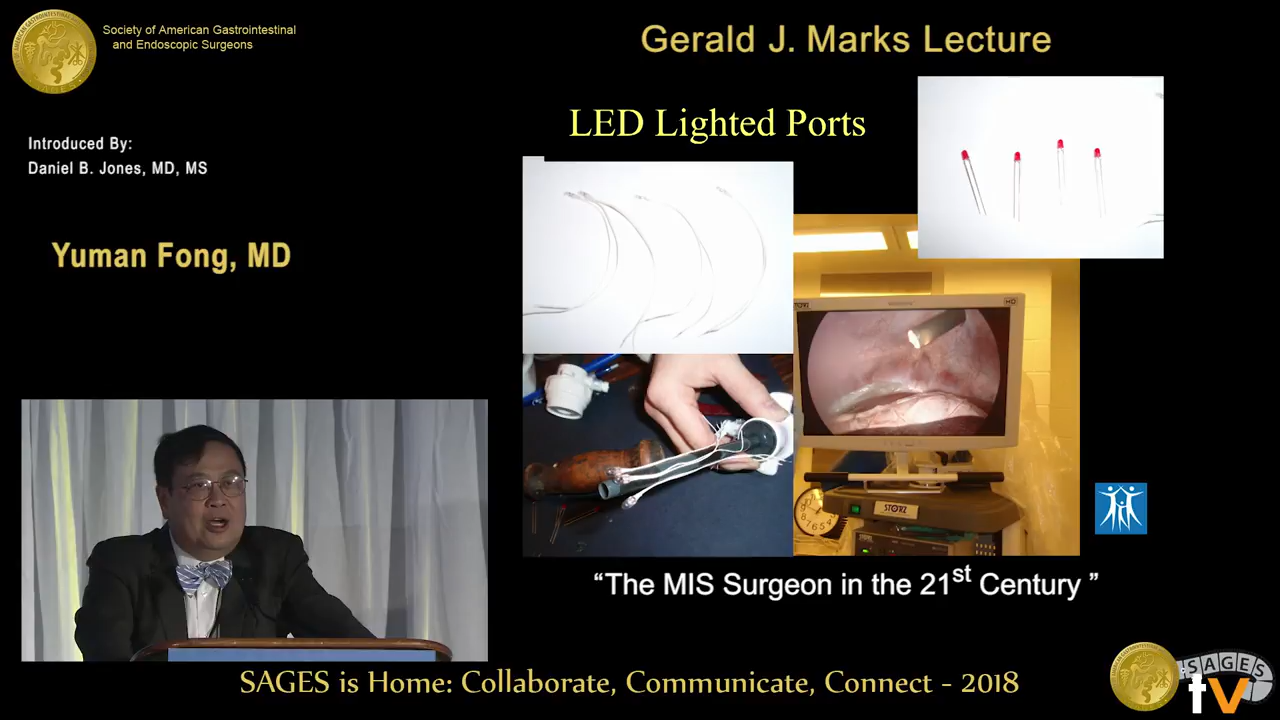 Society of American Gastrointestinal
and Endoscopic Surgeons
Gerald J. Marks Lecture
Introduced By:
Daniel B. Jones, MD, MS
Yuman Fong, MD
LED Lighted Ports
STORZ
HD
STORZ
“The MIS Surgeon in the 21st Century ”
SAGES is Home: Collaborate, Communicate, Connect - 2018
SAGES
tv